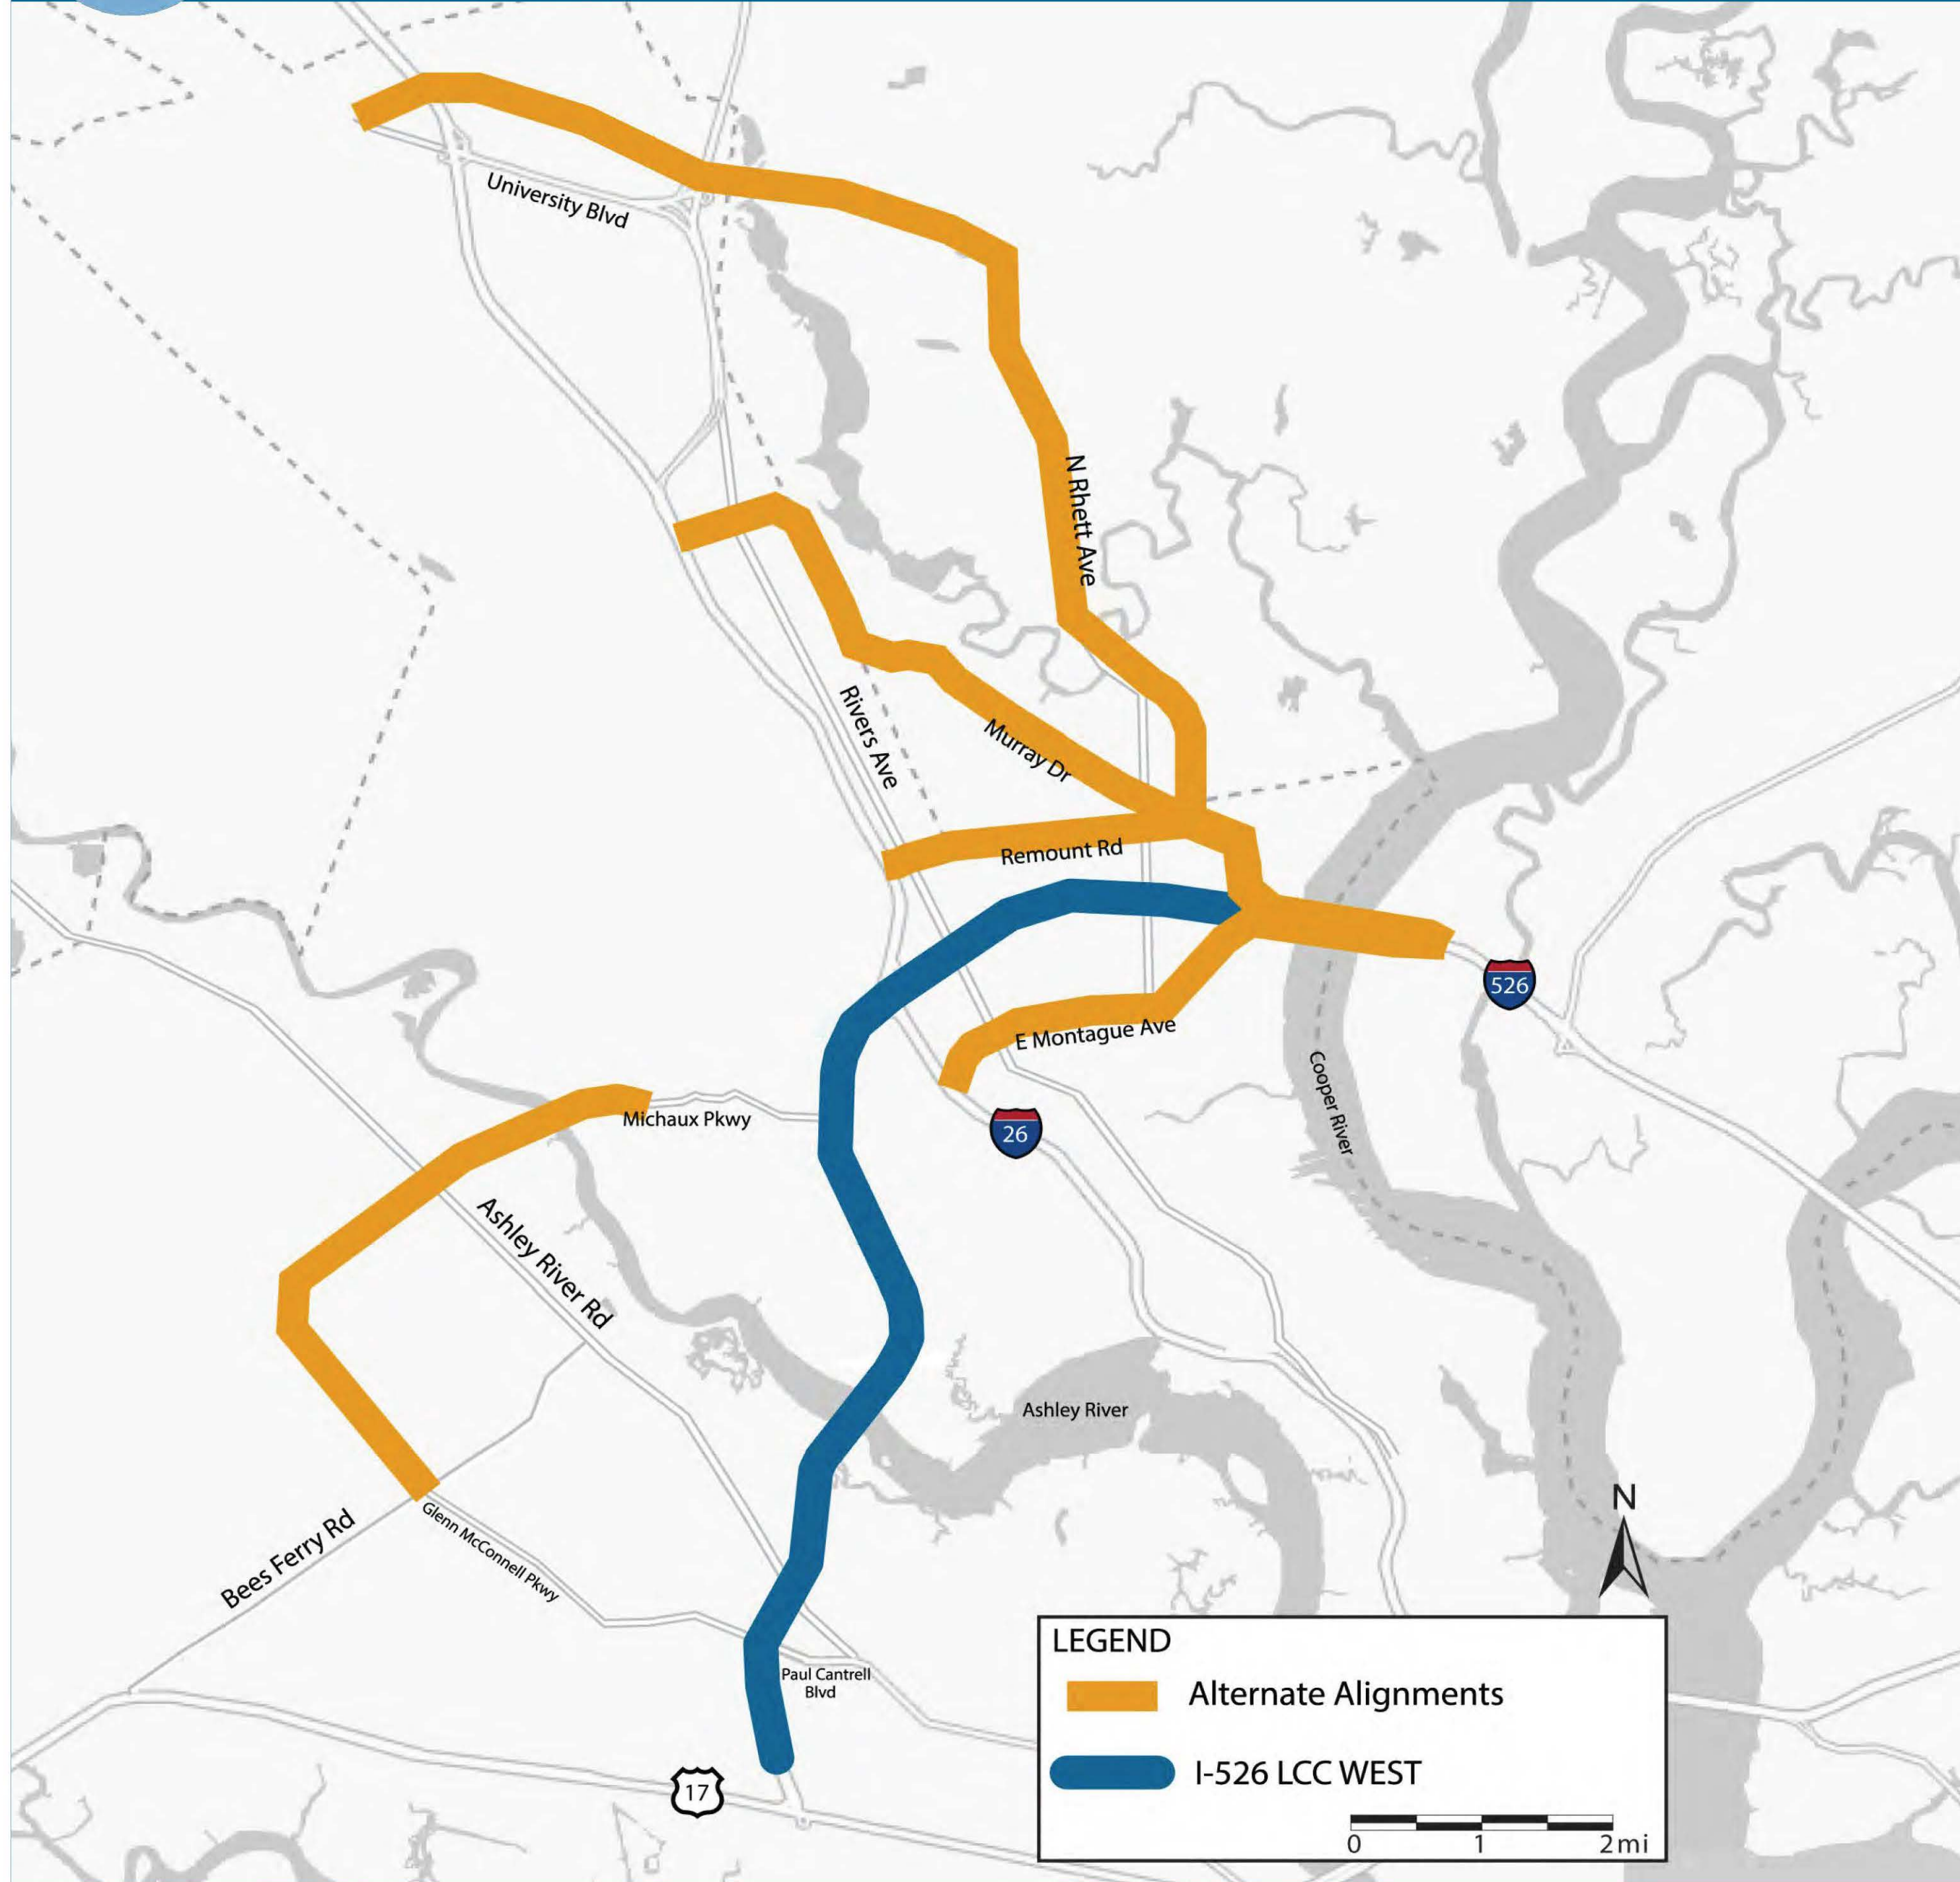 University Blvd
N Rhett Ave
Rivers Ave
Murray Dr
Remount Rd
526
E Montague Ave
Cooper River
Michaux Pkwy
26
Ashley River Rd
Ashley River
N
Glenn McConnell Pkwy
Bees Ferry Rd
Paul Cantrell
Blvd
17
LEGEND
Alternate Alignments
I-526 LCC WEST
0 1 2 mi